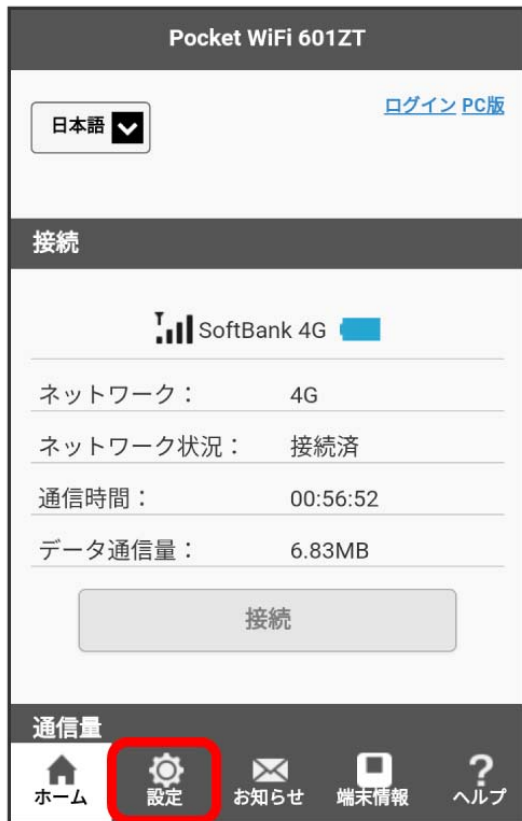 Pocket WiFi 601ZT
ログイン PC版
日本語
接続
SoftBank 4G
ネットワーク： 4G
ネットワーク状況： 接続済
通信時間： 00:56:52
データ通信量： 6.83MB
接続
通信量
ホーム 設定 お知らせ 端末情報 ヘルプ